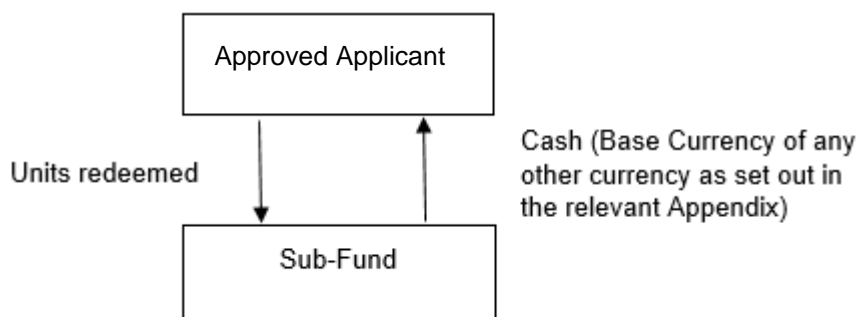 Approved Applicant
Units redeemed
Cash (Base Currency of any
other currency as set out in
the relevant Appendix)
Sub-Fund